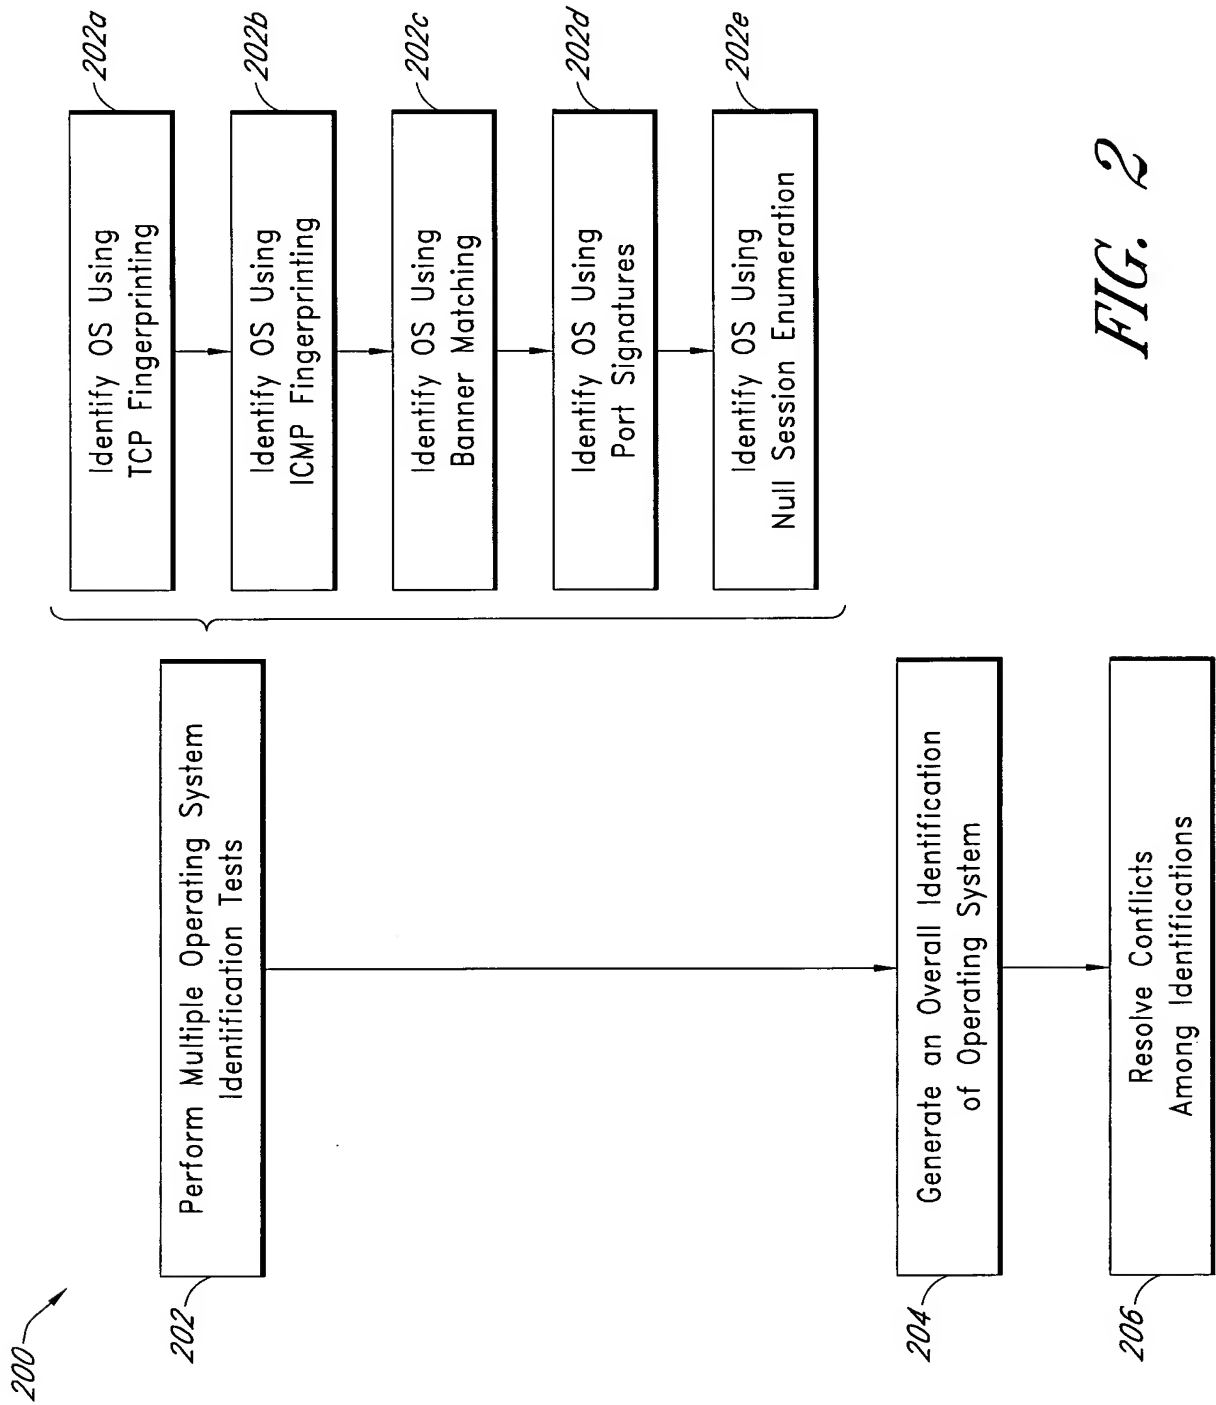 200
202
Perform Multiple Operating System
Identification Tests
Identify OS Using
TCP Fingerprinting
202a
Identify OS Using
ICMP Fingerprinting
202b
Identify OS Using
Banner Matching
202c
Identify OS Using
Port Signatures
202d
Identify OS Using
Null Session Enumeration
202e
204
Generate an Overall Identification
of Operating System
206
Resolve Conflicts
Among Identifications
FIG. 2